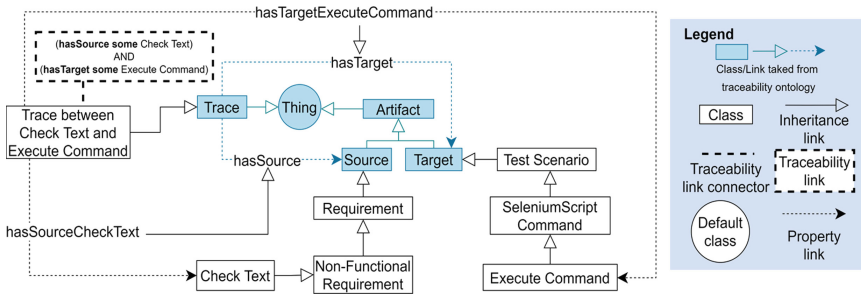 hasTargetExecuteCommand
(hasSource some Check Text)
AND
(hasTarget some Execute Command)
hasTarget
Trace between
Check Text and
Execute Command
Trace
Thing
Artifact
hasSource
Source
Target
Test Scenario
Requirement
SeleniumScript
Command
hasSourceCheckText
Check Text
Non-Functional
Requirement
Execute Command
Legend
Class/Link taked from
traceability ontology
Class
Inheritance
link
Traceability
link connector
Traceability
link
Default
class
Property
link